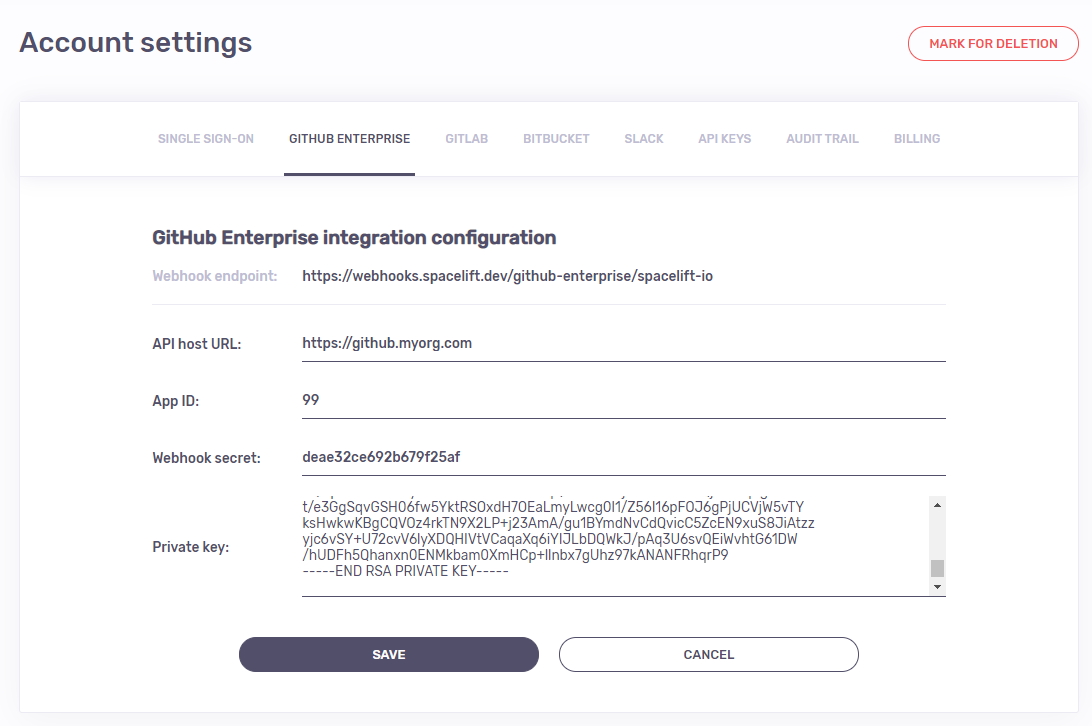 Account settings
MARK FOR DELETION
SINGLE SIGN-ON GITHUB ENTERPRISE GITLAB BITBUCKET SLACK API KEYS AUDIT TRAIL BILLING
GitHub Enterprise integration configuration
Webhook endpoint: https://webhooks.spacelift.dev/github-enterprise/spacelift-io
API host URL: https://github.myorg.com
App ID: 99
Webhook secret: deae32ce692b679f25af
Private key:
t/e3GgSqvGSH06fw5YktRSOxdH7OEaLmyLwcg0I1/Z56I16pFOJ6gPjUCVjW5vTY
ksHwkwKBgCQVOz4rkTN9X2LP+j23AmA/gu1BYmdNvCdQvicC5ZcEN9xuS8JiAtzz
yjc6vSY+U72cvV6IyXDQHIVtVCaqaXq6iYIJLbDQWkJ/pAq3U6svQEiWvhtG61DW
/hUDFh5Qhanxn0ENMkbam0XmHCp+IInbx7gUhz97kANANFRhqrP9
-----END RSA PRIVATE KEY-----
SAVE
CANCEL